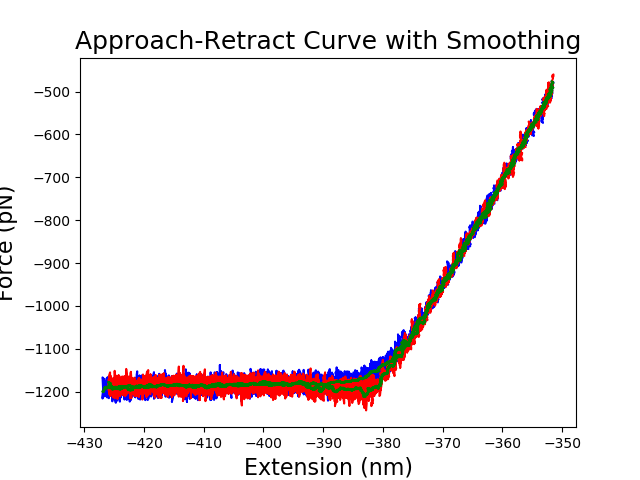 Approach-Retract Curve with Smoothing
Force (pN)
−500
−600
−700
−800
−900
−1000
−1100
−1200
−430 −420 −410 −400 −390 −380 −370 −360 −350
Extension (nm)